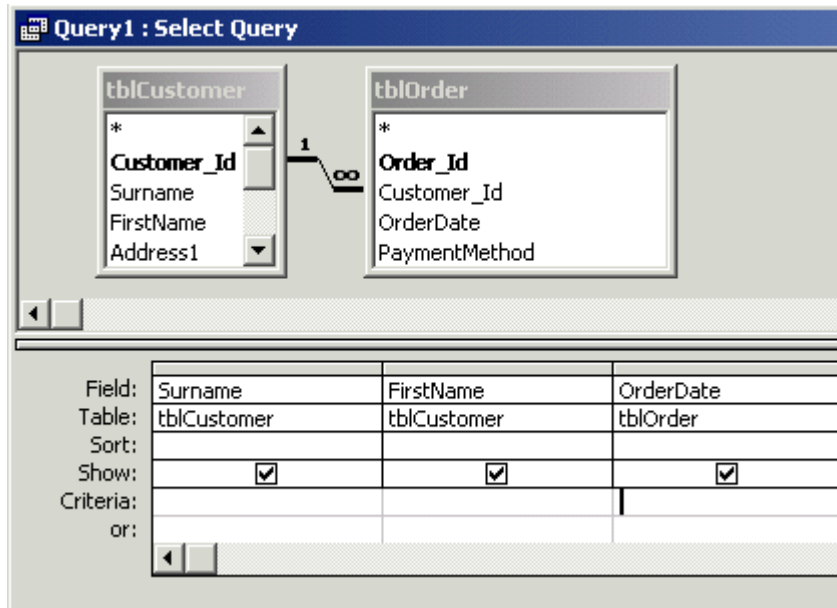 Query1 : Select Query
tblCustomer
*
Customer_Id
Surname
FirstName
Address1
1
∞
tblOrder
*
Order_Id
Customer_Id
OrderDate
PaymentMethod
Field: Surname FirstName OrderDate
Table: tblCustomer tblCustomer tblOrder
Sort:
Show:
Criteria:
or: